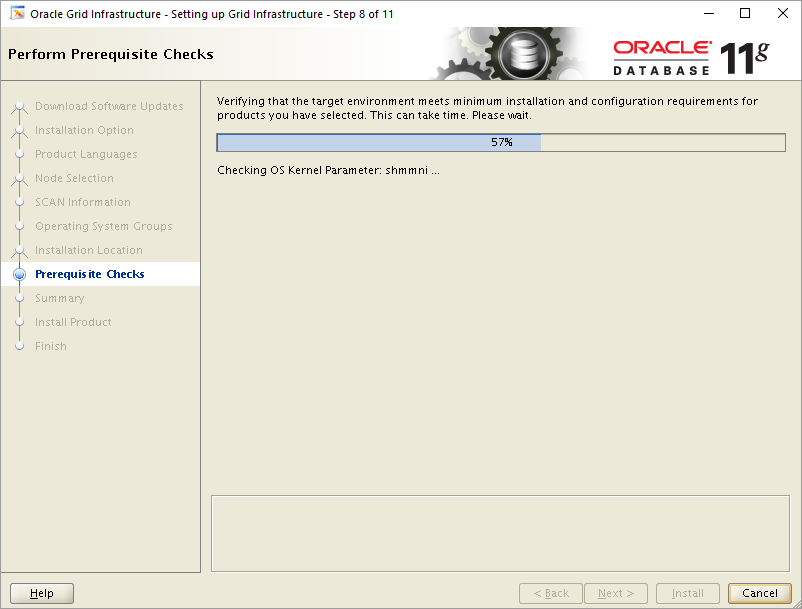 Oracle Grid Infrastructure - Setting up Grid Infrastructure - Step 8 of 11
Perform Prerequisite Checks
ORACLE
DATABASE 11g
Download Software Updates
Installation Option
Product Languages
Node Selection
SCAN Information
Operating System Groups
Installation Location
Prerequisite Checks
Summary
Install Product
Finish
Verifying that the target environment meets minimum installation and configuration requirements for
products you have selected. This can take time. Please wait.
57%
Checking OS Kernel Parameter: shmmni ...
Help
< Back
Next >
Install
Cancel